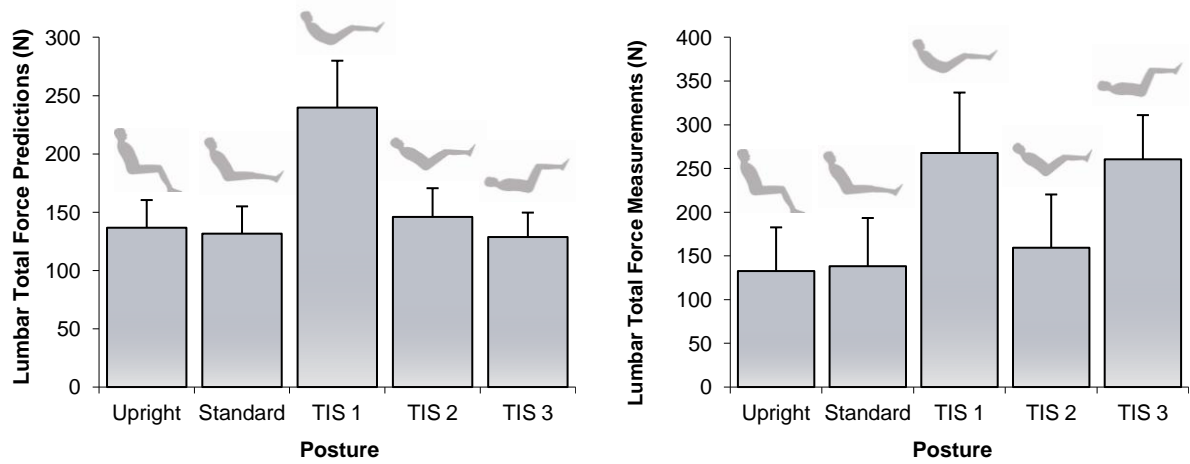 Lumbar Total Force Predictions (N)
300
250
200
150
100
50
0
Upright Standard TIS 1 TIS 2 TIS 3
Posture
Lumbar Total Force Measurements (N)
400
350
300
250
200
150
100
50
0
Upright Standard TIS 1 TIS 2 TIS 3
Posture